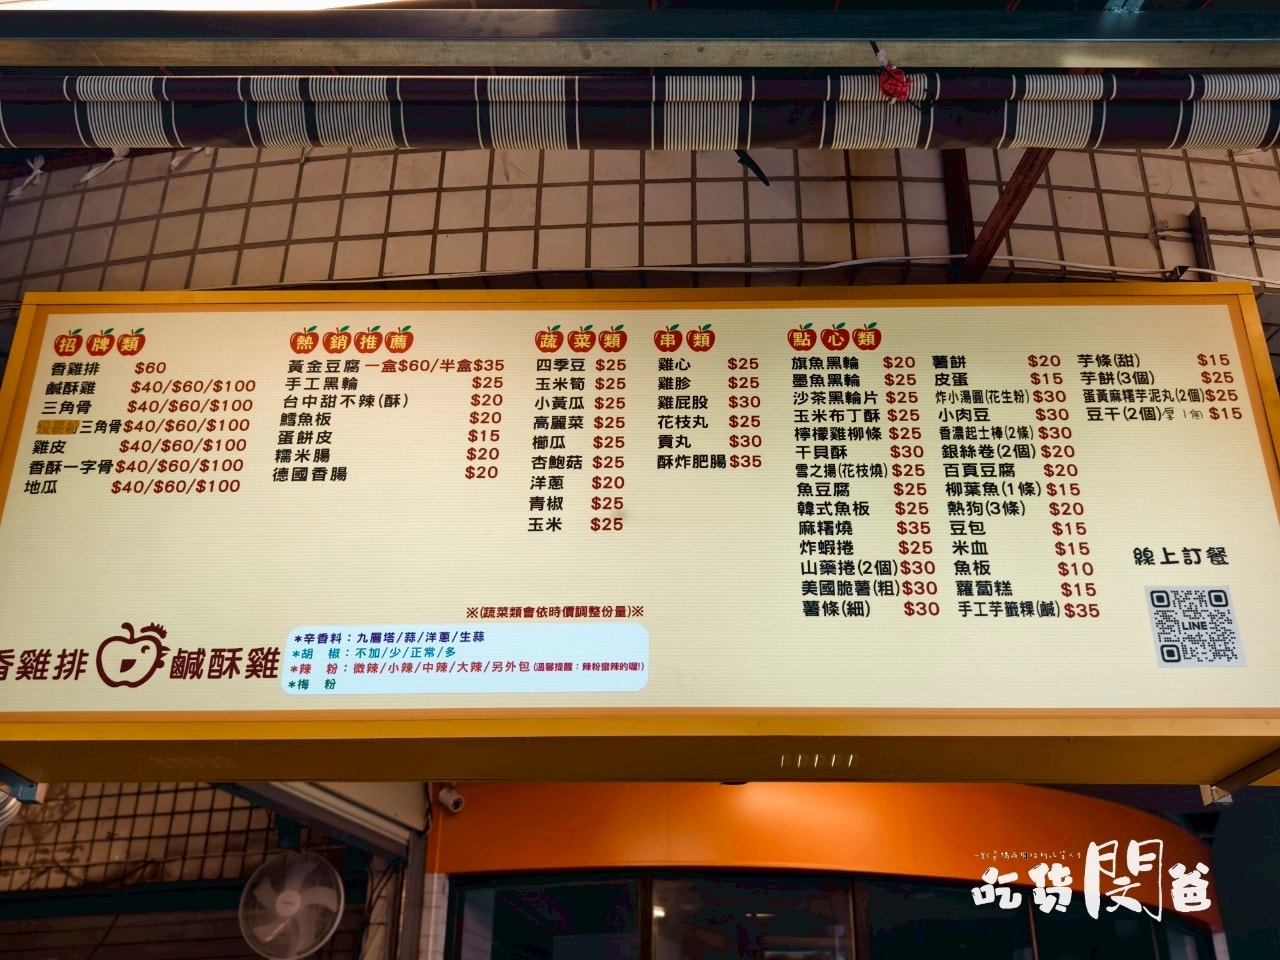 招牌類
香雞排 $60
鹹酥雞 $40/$60/$100
三角骨 $40/$60/$100
三角骨 $40/$60/$100
雞皮 $40/$60/$100
香酥一字骨 $40/$60/$100
地瓜 $40/$60/$100
熱銷推薦
黃金豆腐 一盒$60/半盒$35
手工黑輪 $25
台中甜不辣(酥) $20
鱈魚板 $20
蛋餅皮 $15
糯米腸 $20
德國香腸 $20
蔬菜類
四季豆 $25
玉米筍 $25
小黃瓜 $25
高麗菜 $25
櫛瓜 $25
杏鮑菇 $25
洋蔥 $20
青椒 $25
玉米 $25
串類
雞心 $25
雞胗 $25
雞屁股 $30
花枝丸 $25
貢丸 $30
酥炸肥腸 $35
點心類
旗魚黑輪 $20
墨魚黑輪 $25
沙茶黑輪片 $25
玉米布丁酥 $25
檸檬雞柳條 $25
干貝酥 $30
雪之揚(花枝燒) $25
魚豆腐 $25
韓式魚板 $25
麻糬燒 $35
炸蝦捲 $25
山藥捲(2個) $30
美國脆薯(粗) $30
薯條(細) $30
薯餅 $20
皮蛋 $15
炸小湯圓(花生粉) $30
小肉豆 $30
香濃起士棒(2條) $30
銀絲卷(2個) $20
百頁豆腐 $20
柳葉魚(1條) $15
熱狗(3條) $20
豆包 $15
米血 $15
魚板 $10
蘿蔔糕 $15
手工芋籤粿(鹹) $35
芋條(甜) $15
芋餅(3個) $25
蛋黃麻糬芋泥丸(2個) $25
豆干(2個) $15
線上訂餐
LINE
※(蔬菜類會依時價調整份量)※
*辛香料：九層塔/蒜/洋蔥/生蒜
*胡 椒：不加/少/正常/多
*辣 粉：微辣/小辣/中辣/大辣/另外包(溫馨提醒：辣粉蠻辣的喔!)
*梅 粉
香雞排 鹹酥雞
吃货閔爸